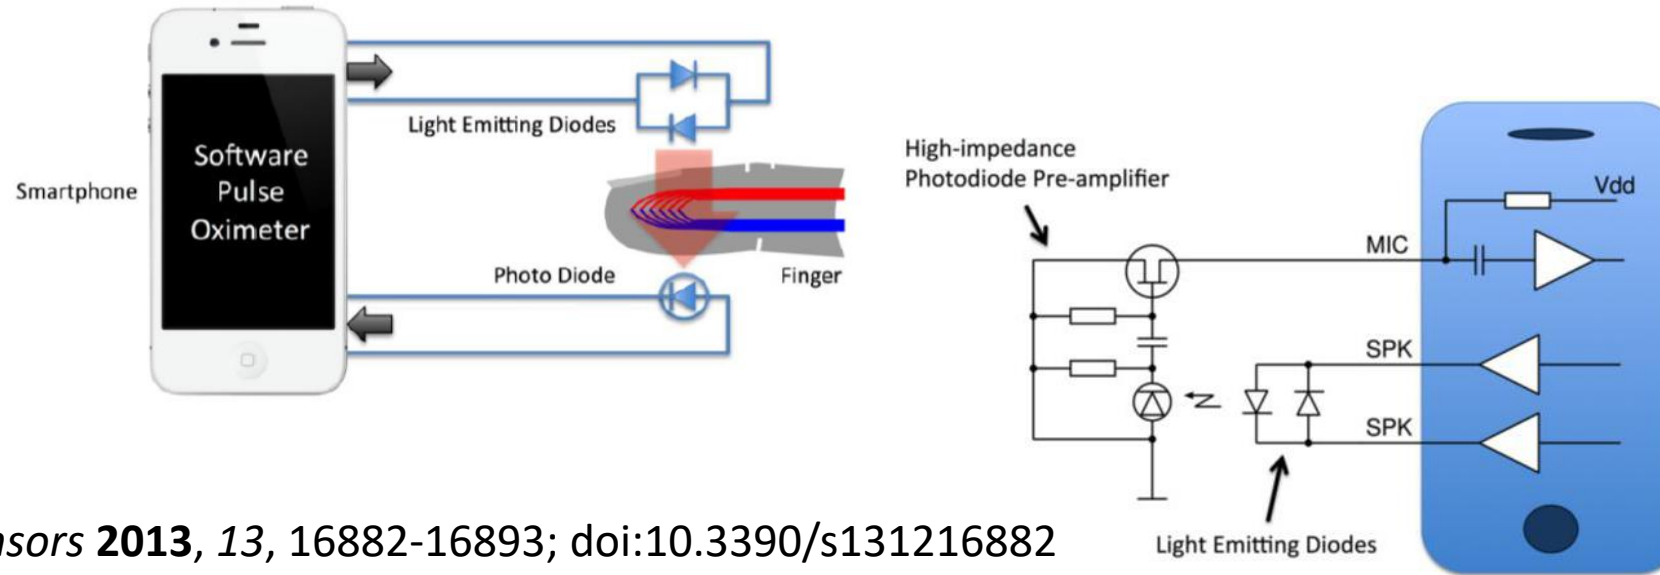 Smartphone
Software
Pulse
Oximeter
Light Emitting Diodes
Photo Diode
Finger
High-impedance
Photodiode Pre-amplifier
Vdd
MIC
SPK
SPK
Light Emitting Diodes
2013, 13, 16882-16893; doi:10.3390/s131216882